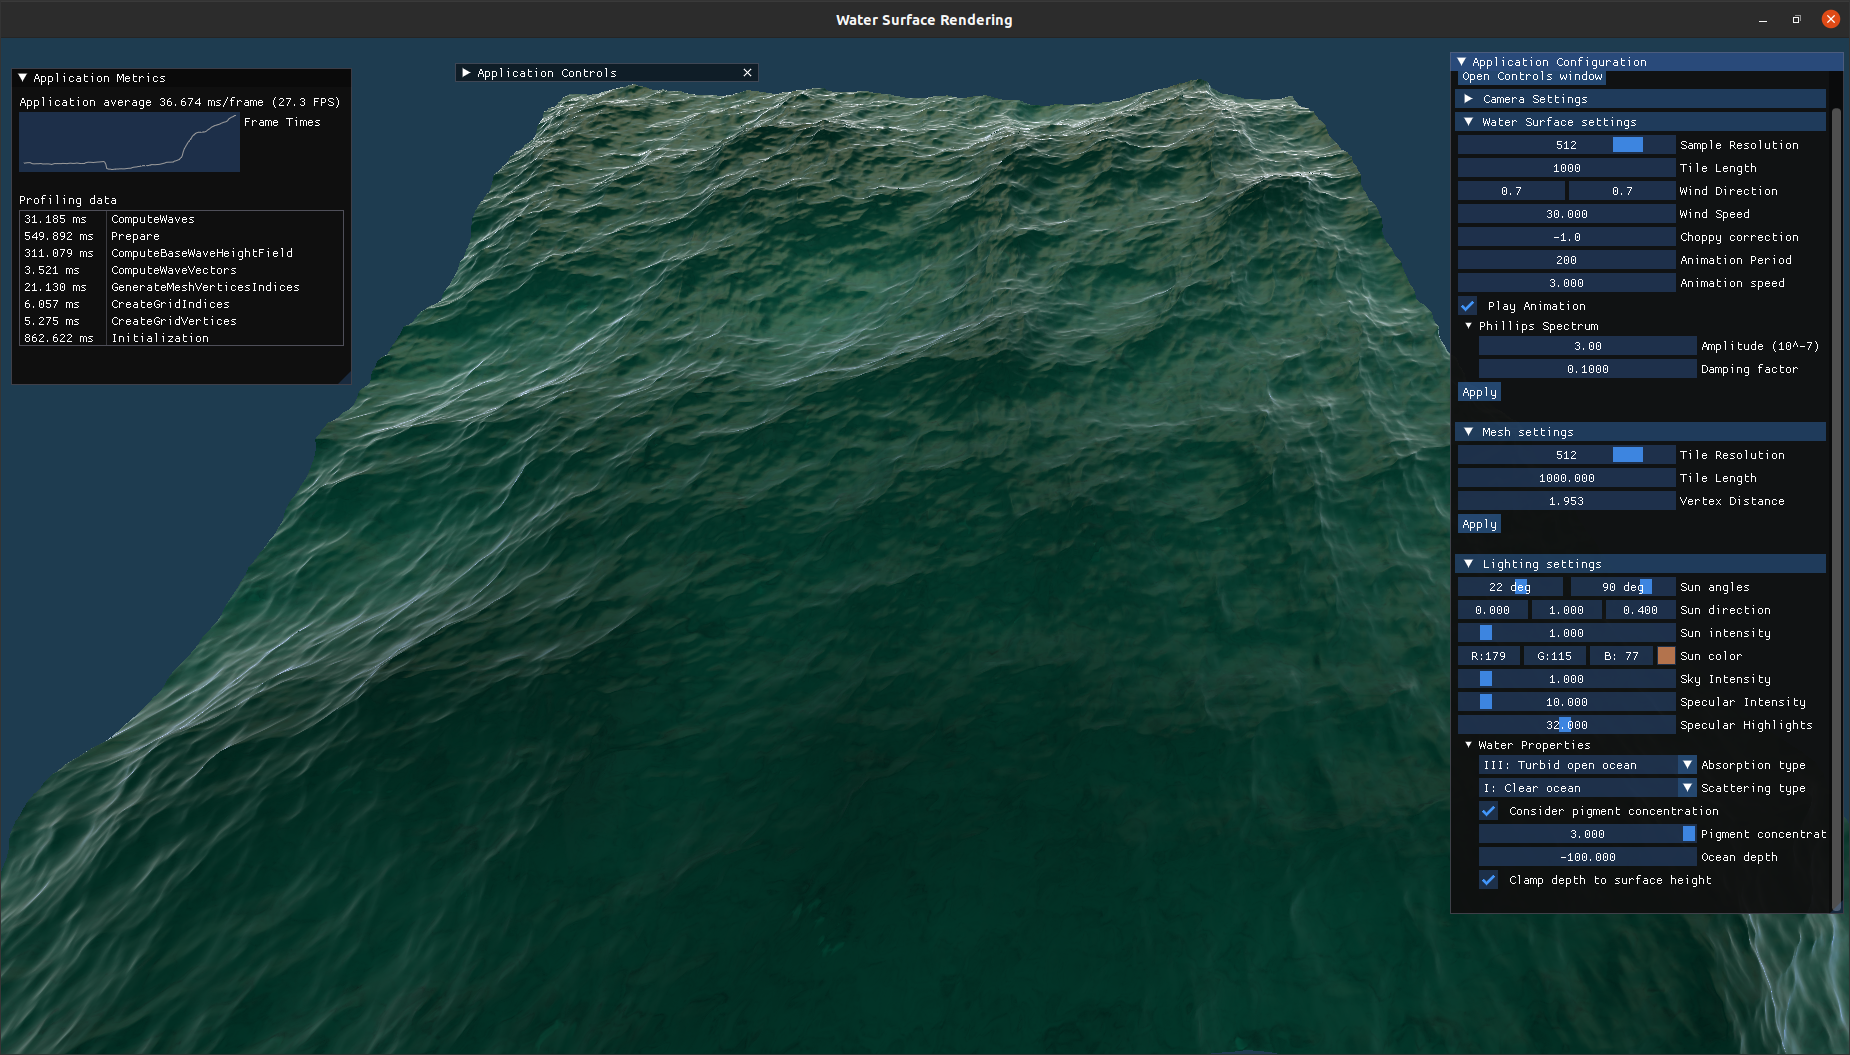 Water Surface Rendering
Application Metrics
Application average 36.674 ms/frame (27.3 FPS)
Frame Times
Profiling data
31.185 ms ComputeWaves
549.892 ms Prepare
311.079 ms ComputeBaseWaveHeightField
3.521 ms ComputeWaveVectors
21.130 ms GenerateMeshVerticesIndices
6.057 ms CreateGridIndices
5.275 ms CreateGridVertices
862.622 ms Initialization
Application Controls
Application Configuration
Open Controls window
Camera Settings
Water Surface settings
512 Sample Resolution
1000 Tile Length
0.7 0.7 Wind Direction
30.000 Wind Speed
-1.0 Choppy correction
200 Animation Period
3.000 Animation speed
Play Animation
Phillips Spectrum
3.00 Amplitude (10^-7)
0.1000 Damping factor
Apply
Mesh settings
512 Tile Resolution
1000.000 Tile Length
1.953 Vertex Distance
Apply
Lighting settings
22 deg 90 deg Sun angles
0.000 1.000 0.400 Sun direction
1.000 Sun intensity
R:179 G:115 B: 77 Sun color
1.000 Sky Intensity
10.000 Specular Intensity
32.000 Specular Highlights
Water Properties
III: Turbid open ocean Absorption type
I: Clear ocean Scattering type
Consider pigment concentration
3.000 Pigment concentrat
-100.000 Ocean depth
Clamp depth to surface height